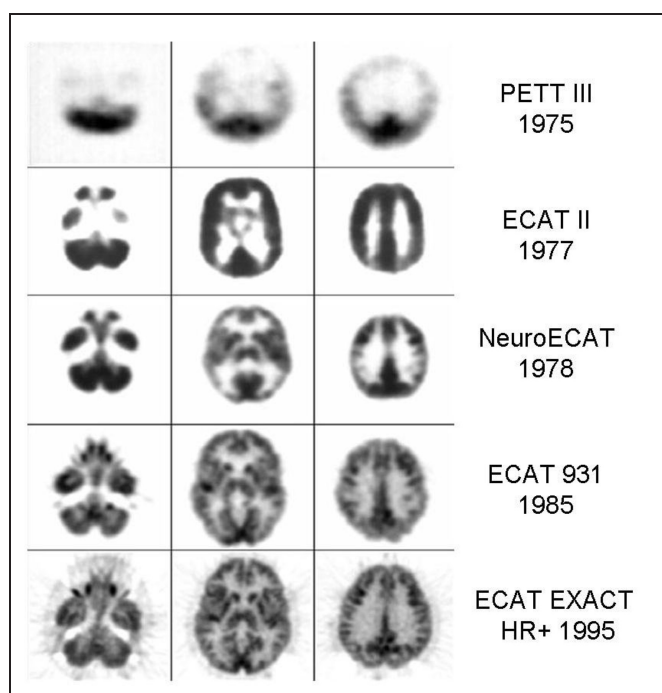 PETT III
1975
ECAT II
1977
NeuroECAT
1978
ECAT 931
1985
ECAT EXACT
HR+ 1995